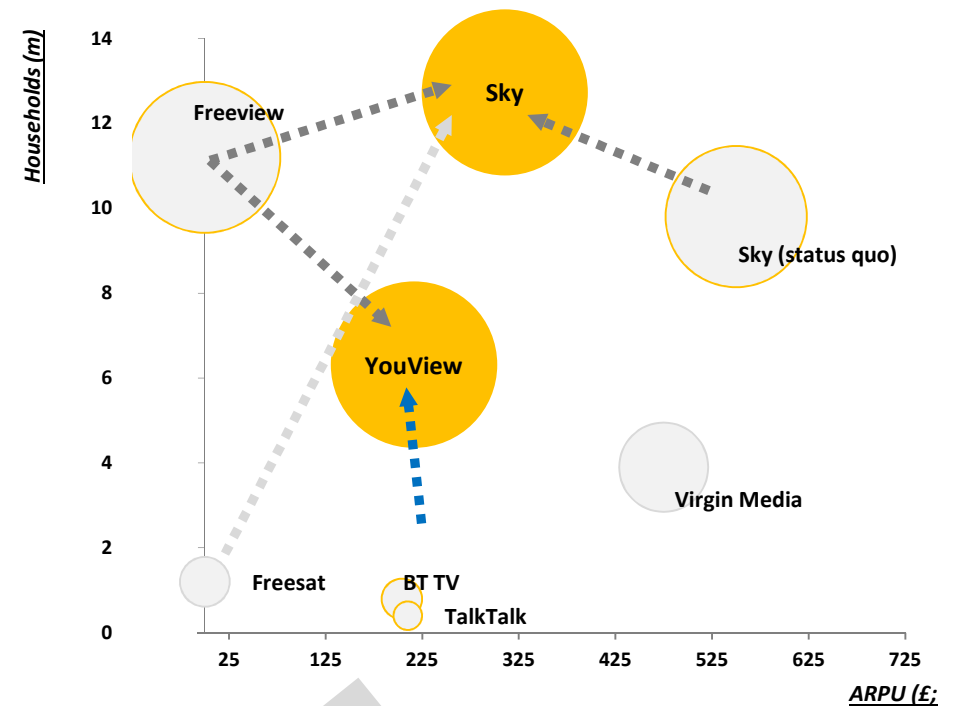 Households (m)
14
12
10
8
6
4
2
0
Freeview
Sky
Sky (status quo)
YouView
Virgin Media
Freesat
BT TV
TalkTalk
25 125 225 325 425 525 625 725
ARPU (£;